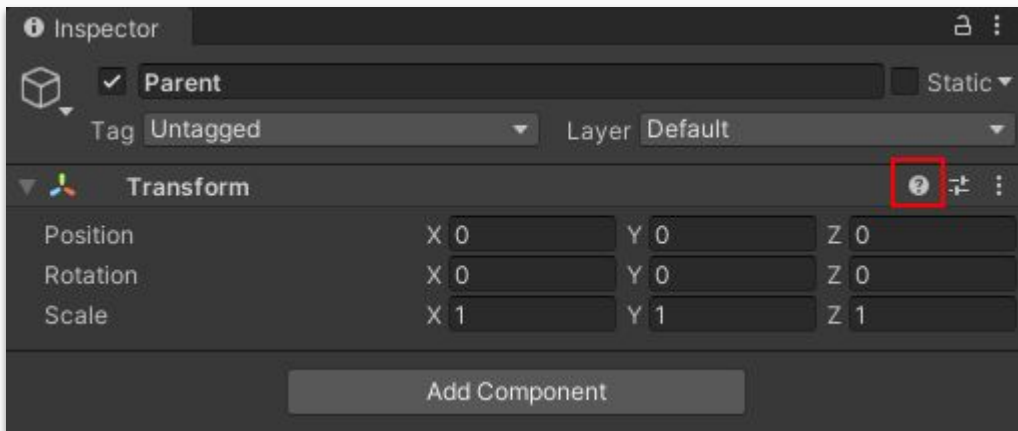 Inspector
Parent Static
Tag Untagged Layer Default
Transform
Position X 0 Y 0 Z 0
Rotation X 0 Y 0 Z 0
Scale X 1 Y 1 Z 1
Add Component